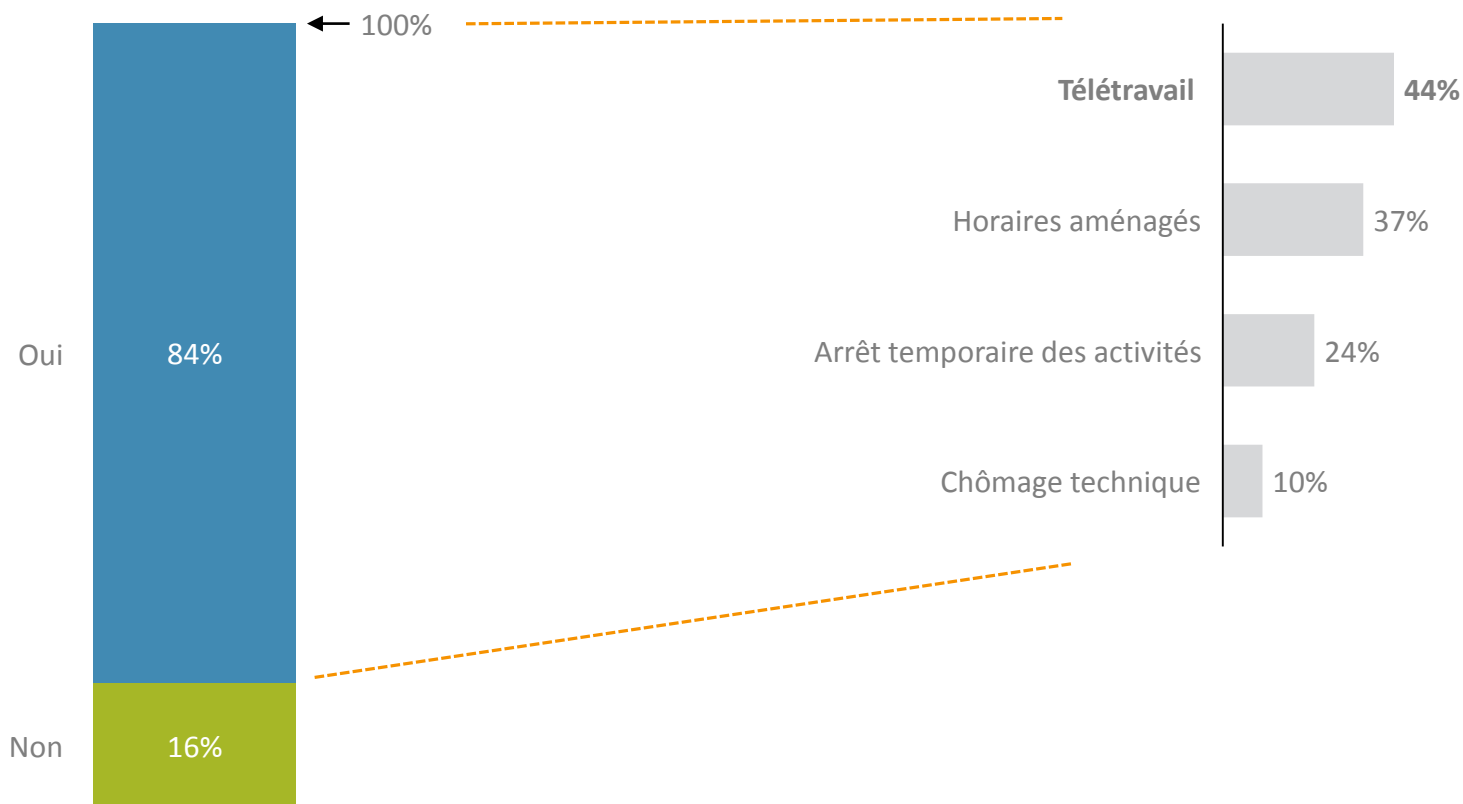 100%
Oui
84%
Non
16%
Télétravail
44%
Horaires aménagés
37%
Arrêt temporaire des activités
24%
Chômage technique
10%